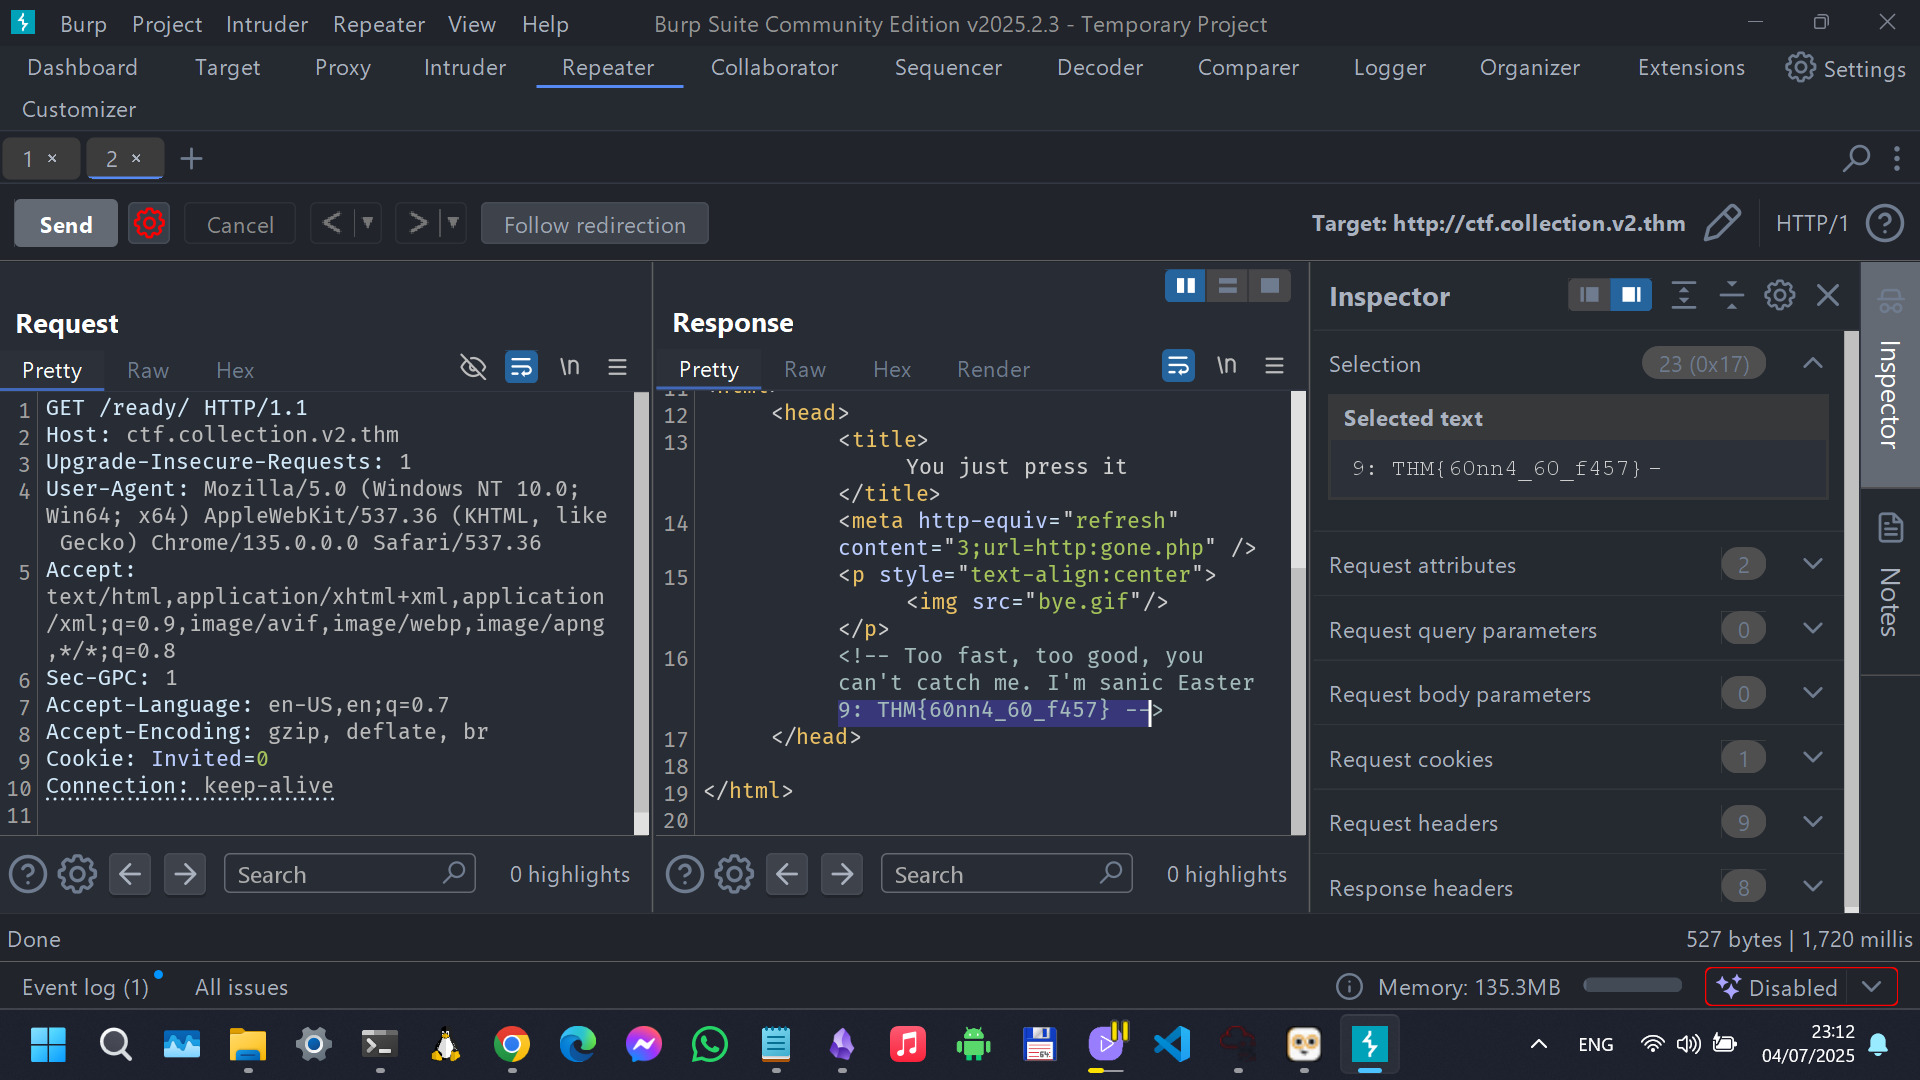 Burp Project Intruder Repeater View Help Burp Suite Community Edition v2025.2.3 - Temporary Project
Dashboard Target Proxy Intruder Repeater Collaborator Sequencer Decoder Comparer Logger Organizer Extensions Settings
Customizer
1 × 2 × +
Send Cancel < > Follow redirection Target: http://ctf.collection.v2.thm HTTP/1 ?
Request
Pretty Raw Hex \n
1 GET /ready/ HTTP/1.1
2 Host: ctf.collection.v2.thm
3 Upgrade-Insecure-Requests: 1
4 User-Agent: Mozilla/5.0 (Windows NT 10.0;
Win64; x64) AppleWebKit/537.36 (KHTML, like
Gecko) Chrome/135.0.0.0 Safari/537.36
5 Accept:
text/html,application/xhtml+xml,application
/xml;q=0.9,image/avif,image/webp,image/apng
,*/*;q=0.8
6 Sec-GPC: 1
7 Accept-Language: en-US,en;q=0.7
8 Accept-Encoding: gzip, deflate, br
9 Cookie: Invited=0
10 Connection: keep-alive
11
? Search 0 highlights
Response
Pretty Raw Hex Render \n
12 <head>
13 <title>
You just press it
</title>
14 <meta http-equiv="refresh"
content="3;url=http:gone.php" />
15 <p style="text-align:center">
<img src="bye.gif"/>
</p>
16 <!-- Too fast, too good, you
can't catch me. I'm sanic Easter
9: THM{60nn4_60_f457} -->
17 </head>
18
19 </html>
20
? Search 0 highlights
Inspector
Selection 23 (0x17)
Selected text
9: THM{60nn4_60_f457} -
Request attributes 2
Request query parameters 0
Request body parameters 0
Request cookies 1
Request headers 9
Response headers 8
Inspector
Notes
Done 527 bytes | 1,720 millis
Event log (1) All issues Memory: 135.3MB Disabled
64
ENG 23:12
04/07/2025